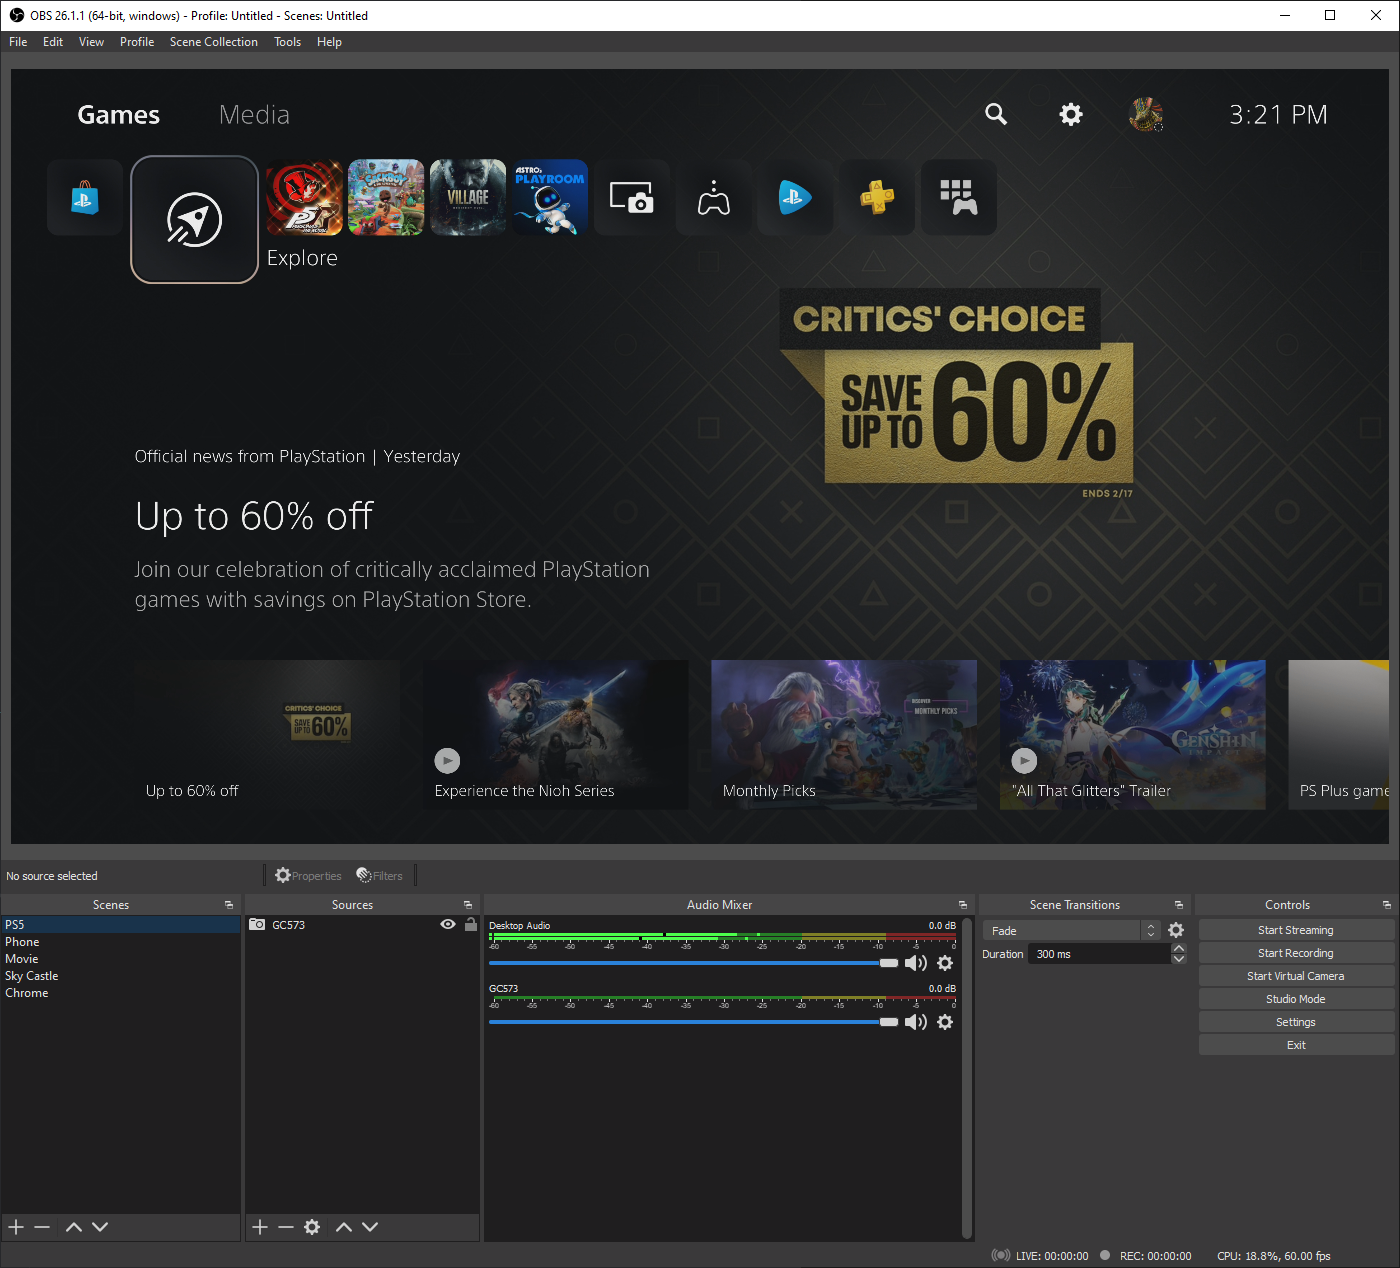 OBS 26.1.1 (64-bit, windows) - Profile: Untitled - Scenes: Untitled
File Edit View Profile Scene Collection Tools Help
Games Media 3:21 PM
VILLAGE
ASTRO's
PLAYROOM
Explore
CRITICS' CHOICE
SAVE
UP TO
60%
ENDS 2/17
Official news from PlayStation | Yesterday
Up to 60% off
Join our celebration of critically acclaimed PlayStation
games with savings on PlayStation Store.
CRITICS' CHOICE
SAVE
UP TO
60%
DISCOVER
MONTHLY PICKS
GENSHIN
IMPACT
Up to 60% off
Experience the Nioh Series
Monthly Picks
"All That Glitters" Trailer
PS Plus game
No source selected
Properties Filters
Scenes
PS5
Phone
Movie
Sky Castle
Chrome
Sources
GC573
Audio Mixer
Desktop Audio 0.0 dB
-60 -55 -50 -45 -40 -35 -30 -25 -20 -15 -10 -5 0
GC573 0.0 dB
-60 -55 -50 -45 -40 -35 -30 -25 -20 -15 -10 -5 0
Scene Transitions
Fade
Duration 300 ms
Controls
Start Streaming
Start Recording
Start Virtual Camera
Studio Mode
Settings
Exit
LIVE: 00:00:00 REC: 00:00:00 CPU: 18.8%, 60.00 fps